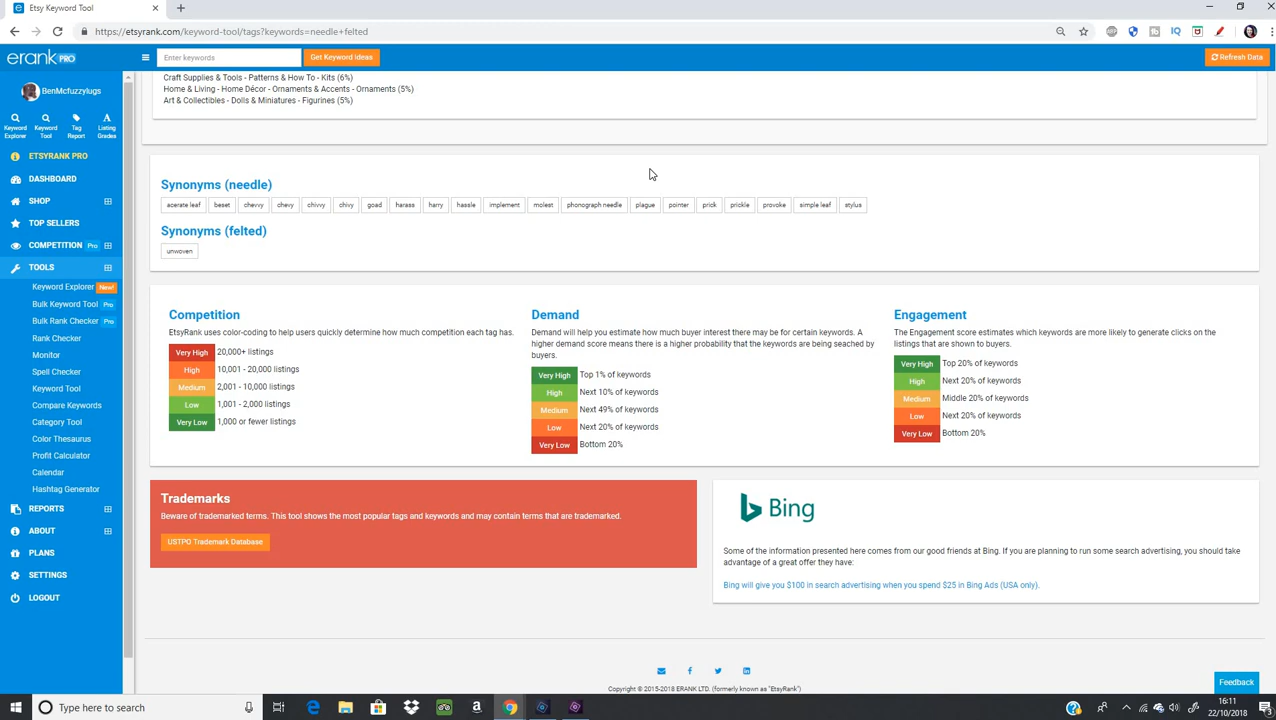 Etsy Keyword Tool
https://etsyrank.com/keyword-tool/tags?keywords=needle+felted
erank PRO
Enter keywords
Get Keyword Ideas
Refresh Data
BenMcfuzzylugs
Keyword Explorer
Keyword Tool
Tag Report
Listing Grades
ETSYRANK PRO
DASHBOARD
SHOP
TOP SELLERS
COMPETITION Pro
TOOLS
Keyword Explorer New!
Bulk Keyword Tool Pro
Bulk Rank Checker Pro
Rank Checker
Monitor
Spell Checker
Keyword Tool
Compare Keywords
Category Tool
Color Thesaurus
Profit Calculator
Calendar
Hashtag Generator
REPORTS
ABOUT
PLANS
SETTINGS
LOGOUT
Craft Supplies & Tools - Patterns & How To - Kits (6%)
Home & Living - Home Décor - Ornaments & Accents - Ornaments (5%)
Art & Collectibles - Dolls & Miniatures - Figurines (5%)
Synonyms (needle)
acerate leaf beset chevvy chevy chivvy chivy goad harass harry hassle implement molest phonograph needle plague pointer prick prickle provoke simple leaf stylus
Synonyms (felted)
unwoven
Competition
EtsyRank uses color-coding to help users quickly determine how much competition each tag has.
Very High 20,000+ listings
High 10,001 - 20,000 listings
Medium 2,001 - 10,000 listings
Low 1,001 - 2,000 listings
Very Low 1,000 or fewer listings
Demand
Demand will help you estimate how much buyer interest there may be for certain keywords. A
higher demand score means there is a higher probability that the keywords are being seached by
buyers.
Very High Top 1% of keywords
High Next 10% of keywords
Medium Next 49% of keywords
Low Next 20% of keywords
Very Low Bottom 20%
Engagement
The Engagement score estimates which keywords are more likely to generate clicks on the
listings that are shown to buyers.
Very High Top 20% of keywords
High Next 20% of keywords
Medium Middle 20% of keywords
Low Next 20% of keywords
Very Low Bottom 20%
Trademarks
Beware of trademarked terms. This tool shows the most popular tags and keywords and may contain terms that are trademarked.
USTPO Trademark Database
Bing
Some of the information presented here comes from our good friends at Bing. If you are planning to run some search advertising, you should take
advantage of a great offer they have:
Bing will give you $100 in search advertising when you spend $25 in Bing Ads (USA only).
Copyright © 2015-2018 ERANK LTD. (formerly known as "EtsyRank")
Feedback
Type here to search
16:11
22/10/2018